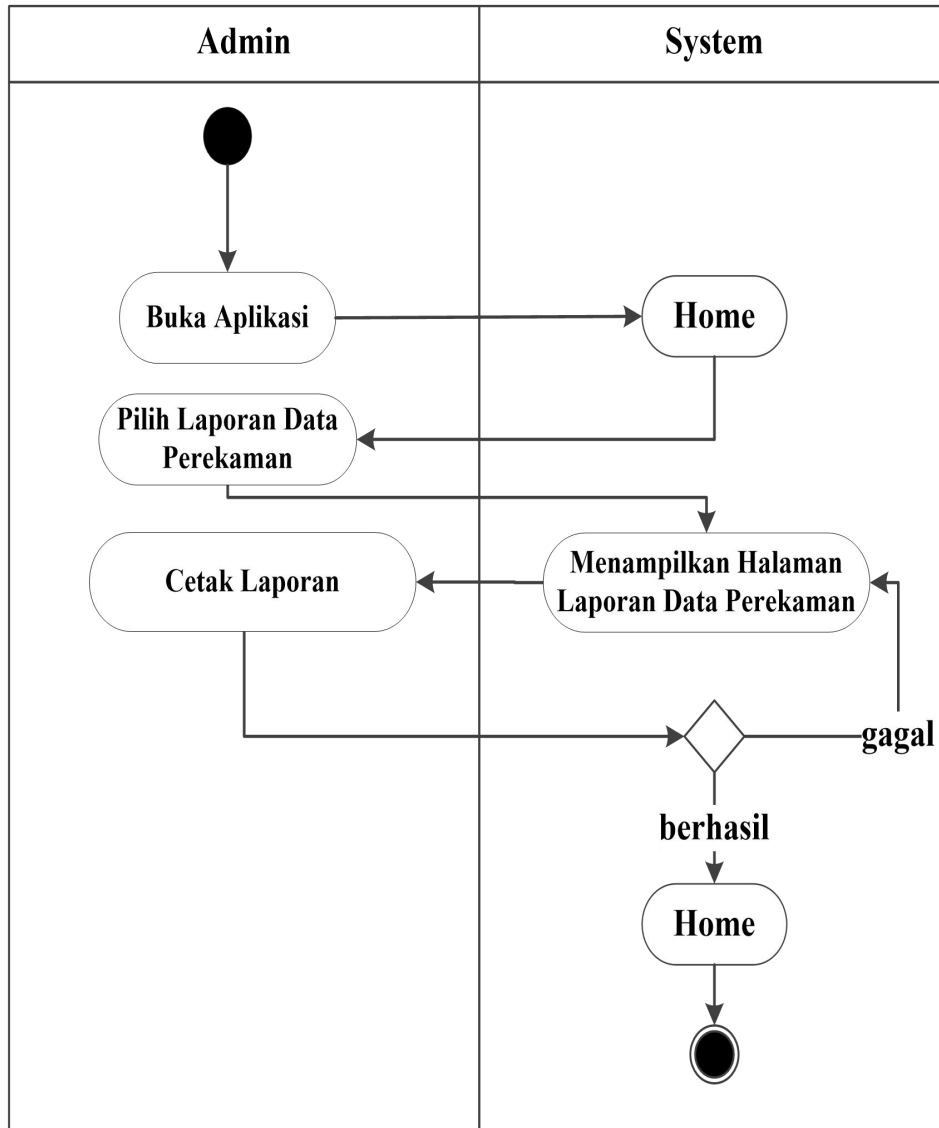 Admin
System
Buka Aplikasi
Home
Pilih Laporan Data
Perekaman
Menampilkan Halaman
Laporan Data Perekaman
Cetak Laporan
gagal
berhasil
Home